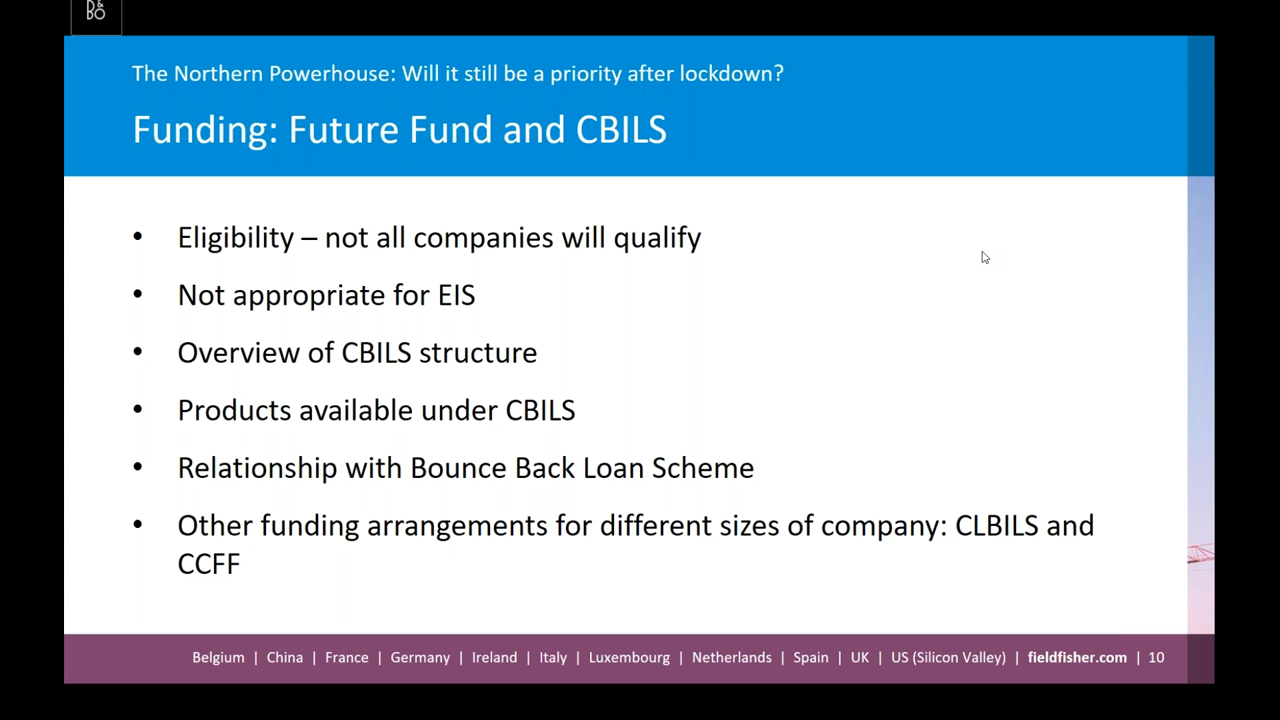 B&
BO
The Northern Powerhouse: Will it still be a priority after lockdown?
Funding: Future Fund and CBILS
• Eligibility – not all companies will qualify
• Not appropriate for EIS
• Overview of CBILS structure
• Products available under CBILS
• Relationship with Bounce Back Loan Scheme
• Other funding arrangements for different sizes of company: CLBILS and
CCFF
Belgium | China | France | Germany | Ireland | Italy | Luxembourg | Netherlands | Spain | UK | US (Silicon Valley) | fieldfisher.com | 10